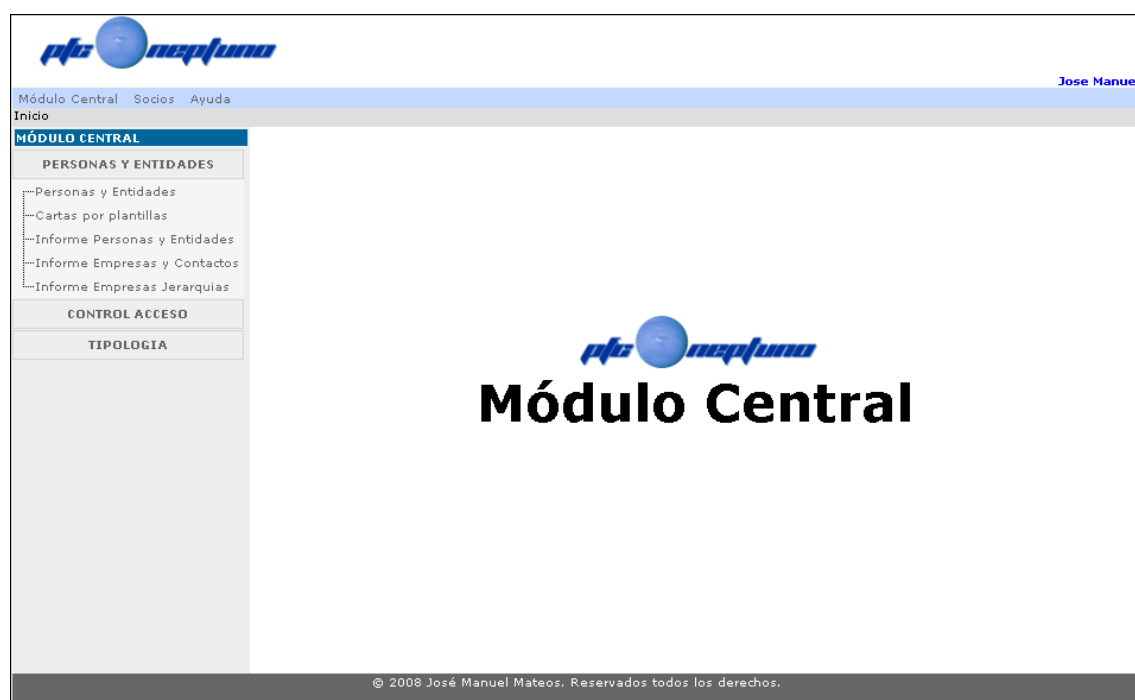 pfc neptuno
Jose Manue
Módulo Central Socios Ayuda
Inicio
MÓDULO CENTRAL
PERSONAS Y ENTIDADES
Personas y Entidades
Cartas por plantillas
Informe Personas y Entidades
Informe Empresas y Contactos
Informe Empresas Jerarquias
CONTROL ACCESO
TIPOLOGIA
pfc neptuno
Módulo Central
© 2008 José Manuel Mateos. Reservados todos los derechos.